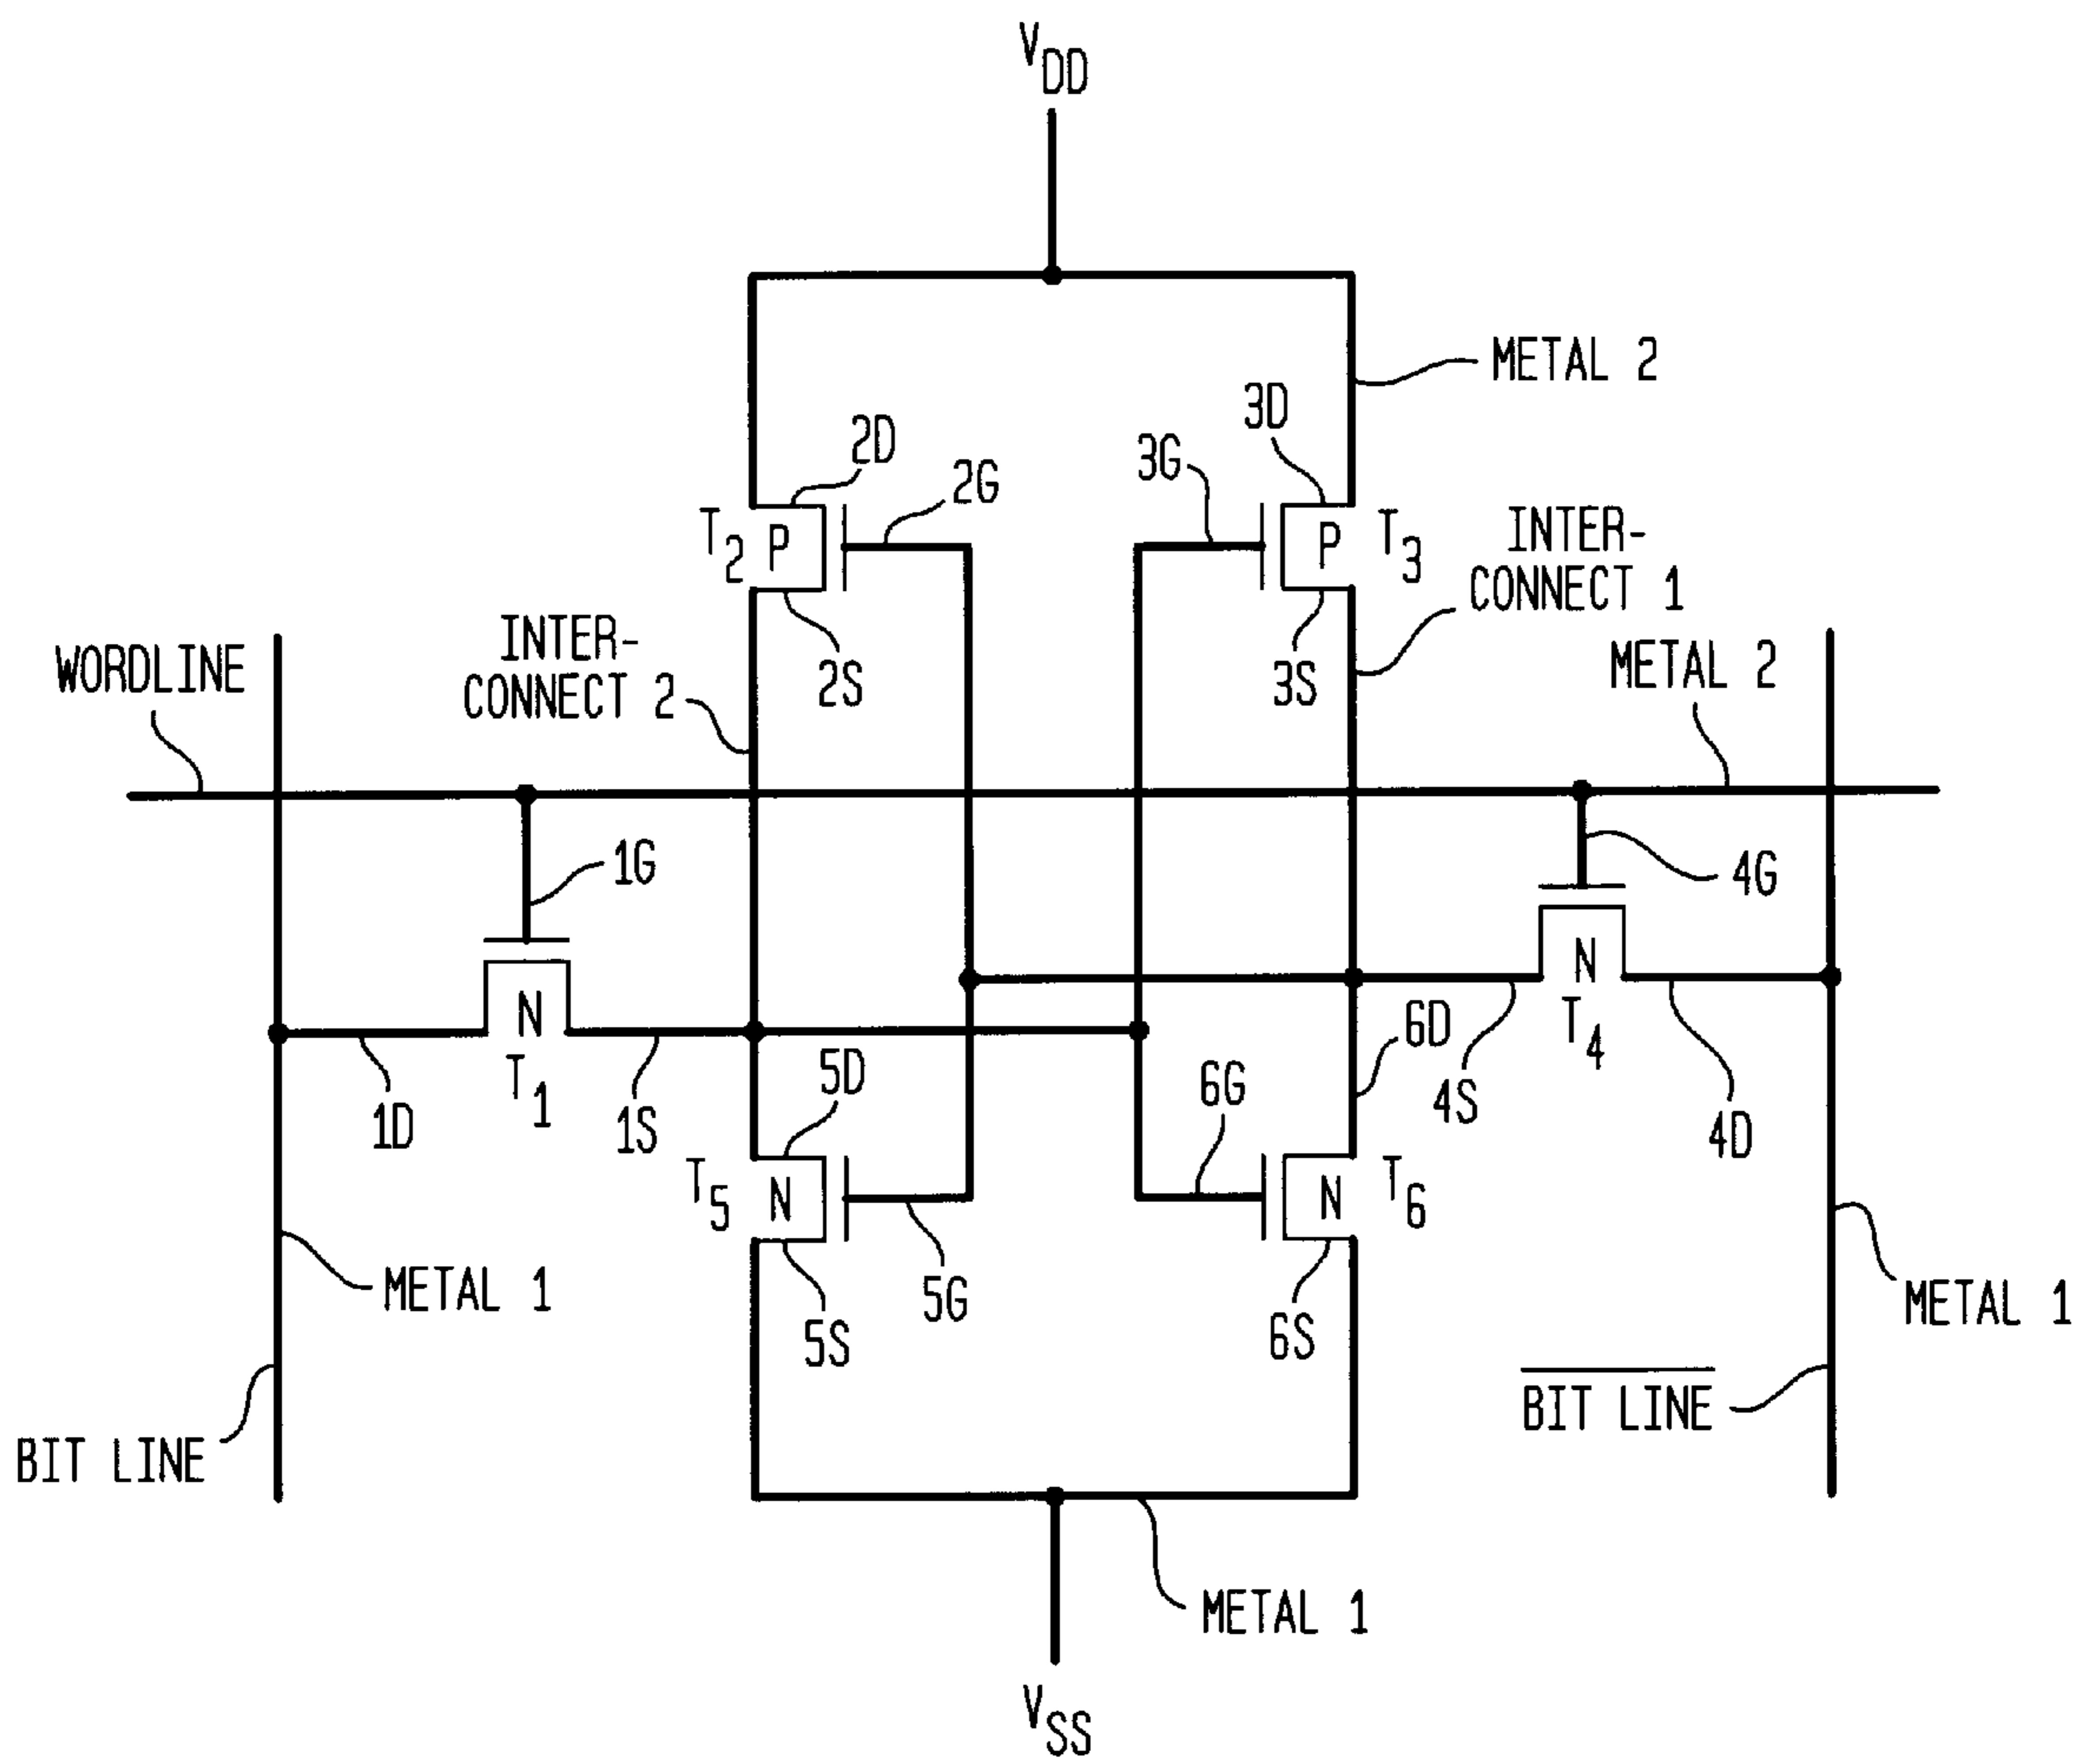 VDD
METAL 2
3D
2D
3G
2G
T2
P
P
T3
INTER-
CONNECT 1
INTER-
CONNECT 2
WORDLINE
2S
3S
METAL 2
1G
4G
N
T1
N
T4
1D
1S
5D
6D
6G
4S
4D
T5
N
N
T6
METAL 1
5G
5S
6S
METAL 1
BIT LINE
BIT LINE
METAL 1
VSS